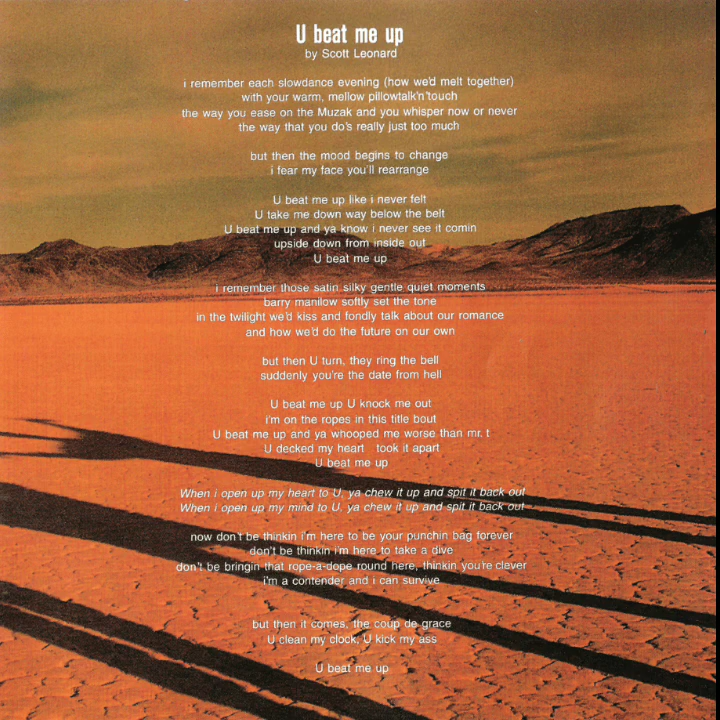 U beat me up
by Scott Leonard
i remember each slowdance evening (how we'd melt together)
with your warm, mellow pillowtalk'n'touch
the way you ease on the Muzak and you whisper now or never
the way that you do's really just too much
but then the mood begins to change
i fear my face you'll rearrange
U beat me up like i never felt
U take me down way below the belt
U beat me up and ya know i never see it comin
upside down from inside out
U beat me up
i remember those satin silky gentle quiet moments
barry manilow softly set the tone
in the twilight we'd kiss and fondly talk about our romance
and how we'd do the future on our own
but then U turn, they ring the bell
suddenly you're the date from hell
U beat me up U knock me out
i'm on the ropes in this title bout
U beat me up and ya whooped me worse than mr. t
U decked my heart took it apart
U beat me up
When i open up my heart to U, ya chew it up and spit it back out
When i open up my mind to U, ya chew it up and spit it back out
now don't be thinkin i'm here to be your punchin bag forever
don't be thinkin i'm here to take a dive
don't be bringin that rope-a-dope round here, thinkin you're clever
i'm a contender and i can survive
but then it comes, the coup de grace
U clean my clock, U kick my ass
U beat me up